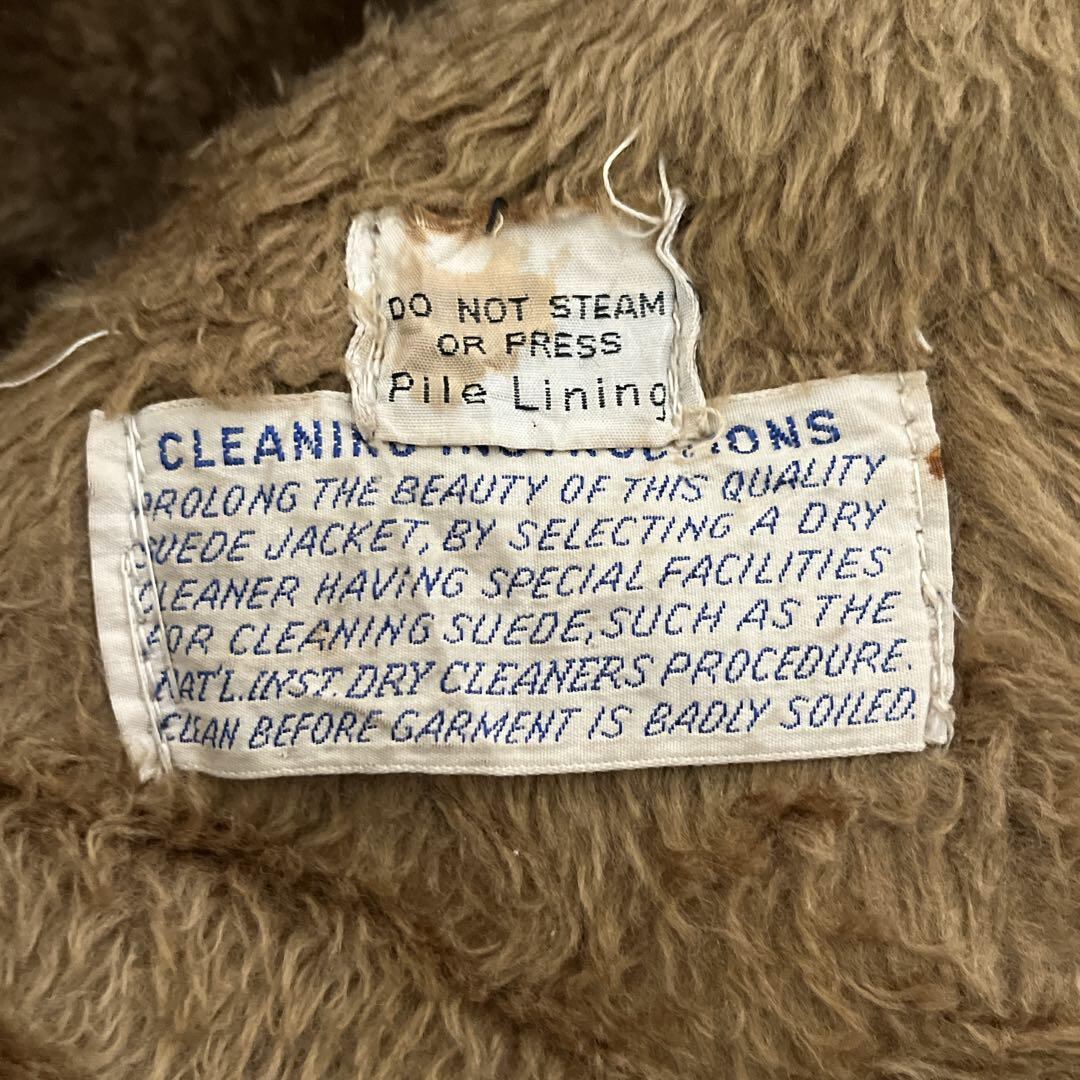 DO NOT STEAM
OR PRESS
Pile Lining
CLEANING INSTRUCTIONS
PROLONG THE BEAUTY OF THIS QUALITY
SUEDE JACKET, BY SELECTING A DRY
CLEANER HAVING SPECIAL FACILITIES
FOR CLEANING SUEDE, SUCH AS THE
NAT'L. INST. DRY CLEANERS PROCEDURE.
CLEAN BEFORE GARMENT IS BADLY SOILED.